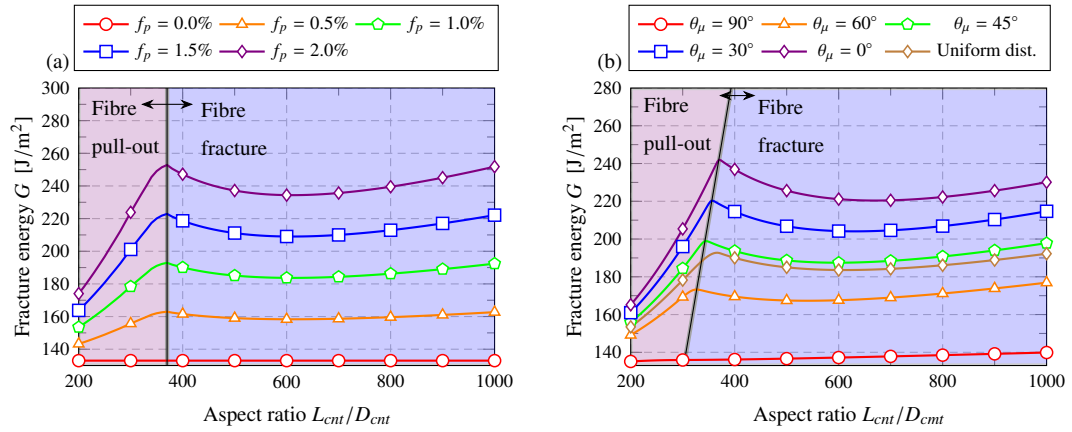 f_p = 0.0% f_p = 0.5% f_p = 1.0%
f_p = 1.5% f_p = 2.0%
(a)
300
280
260
240
220
200
180
160
140
Fracture energy G [J/m²]
Fibre pull-out
Fibre fracture
200 400 600 800 1000
Aspect ratio L_cnt/D_cnt
θ_μ = 90° θ_μ = 60° θ_μ = 45°
θ_μ = 30° θ_μ = 0° Uniform dist.
(b)
280
260
240
220
200
180
160
140
Fracture energy G [J/m²]
Fibre pull-out
Fibre fracture
200 400 600 800 1000
Aspect ratio L_cnt/D_cmt